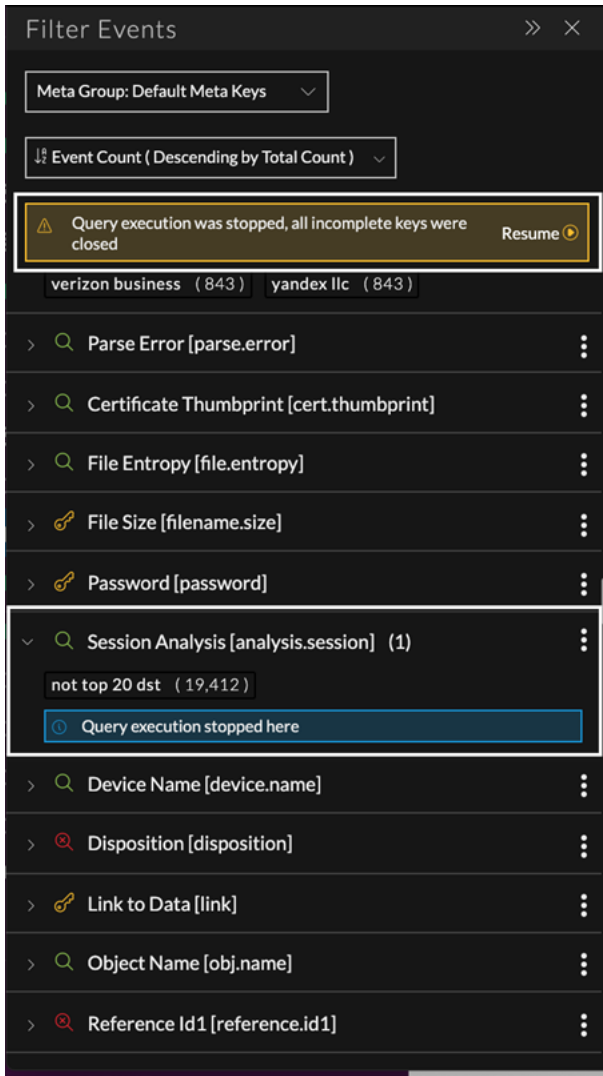 Filter Events
Meta Group: Default Meta Keys
Event Count ( Descending by Total Count )
Query execution was stopped, all incomplete keys were
closed
Resume
verizon business ( 843 ) yandex llc ( 843 )
Parse Error [parse.error]
Certificate Thumbprint [cert.thumbprint]
File Entropy [file.entropy]
File Size [filename.size]
Password [password]
Session Analysis [analysis.session] (1)
not top 20 dst ( 19,412 )
Query execution stopped here
Device Name [device.name]
Disposition [disposition]
Link to Data [link]
Object Name [obj.name]
Reference Id1 [reference.id1]